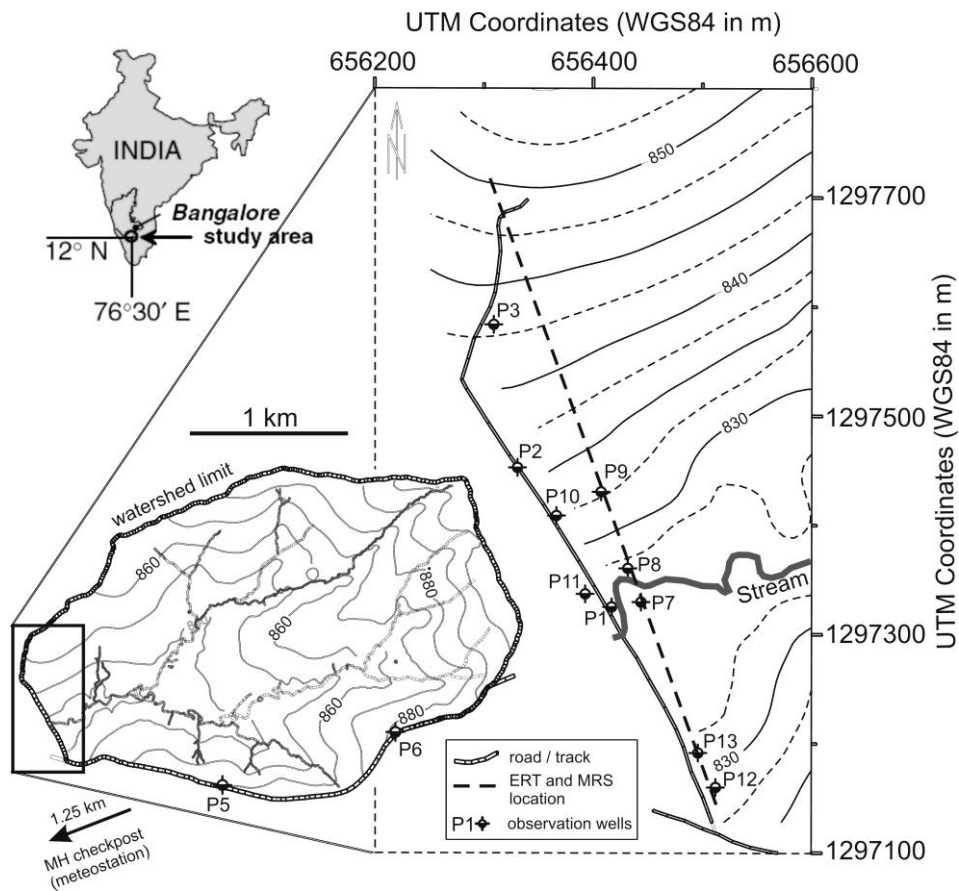 UTM Coordinates (WGS84 in m)
656200
656400
656600
INDIA
Bangalore
study area
12° N
76°30′ E
N
850
1297700
P3
840
1 km
1297500
830
P2
P9
P10
watershed limit
P8
860
880
P11
P1
P7
Stream
860
1297300
UTM Coordinates (WGS84 in m)
860
880
P6
P13
830
P12
P5
road / track
ERT and MRS
location
P1 observation wells
1.25 km
MH checkpost
(meteostation)
1297100